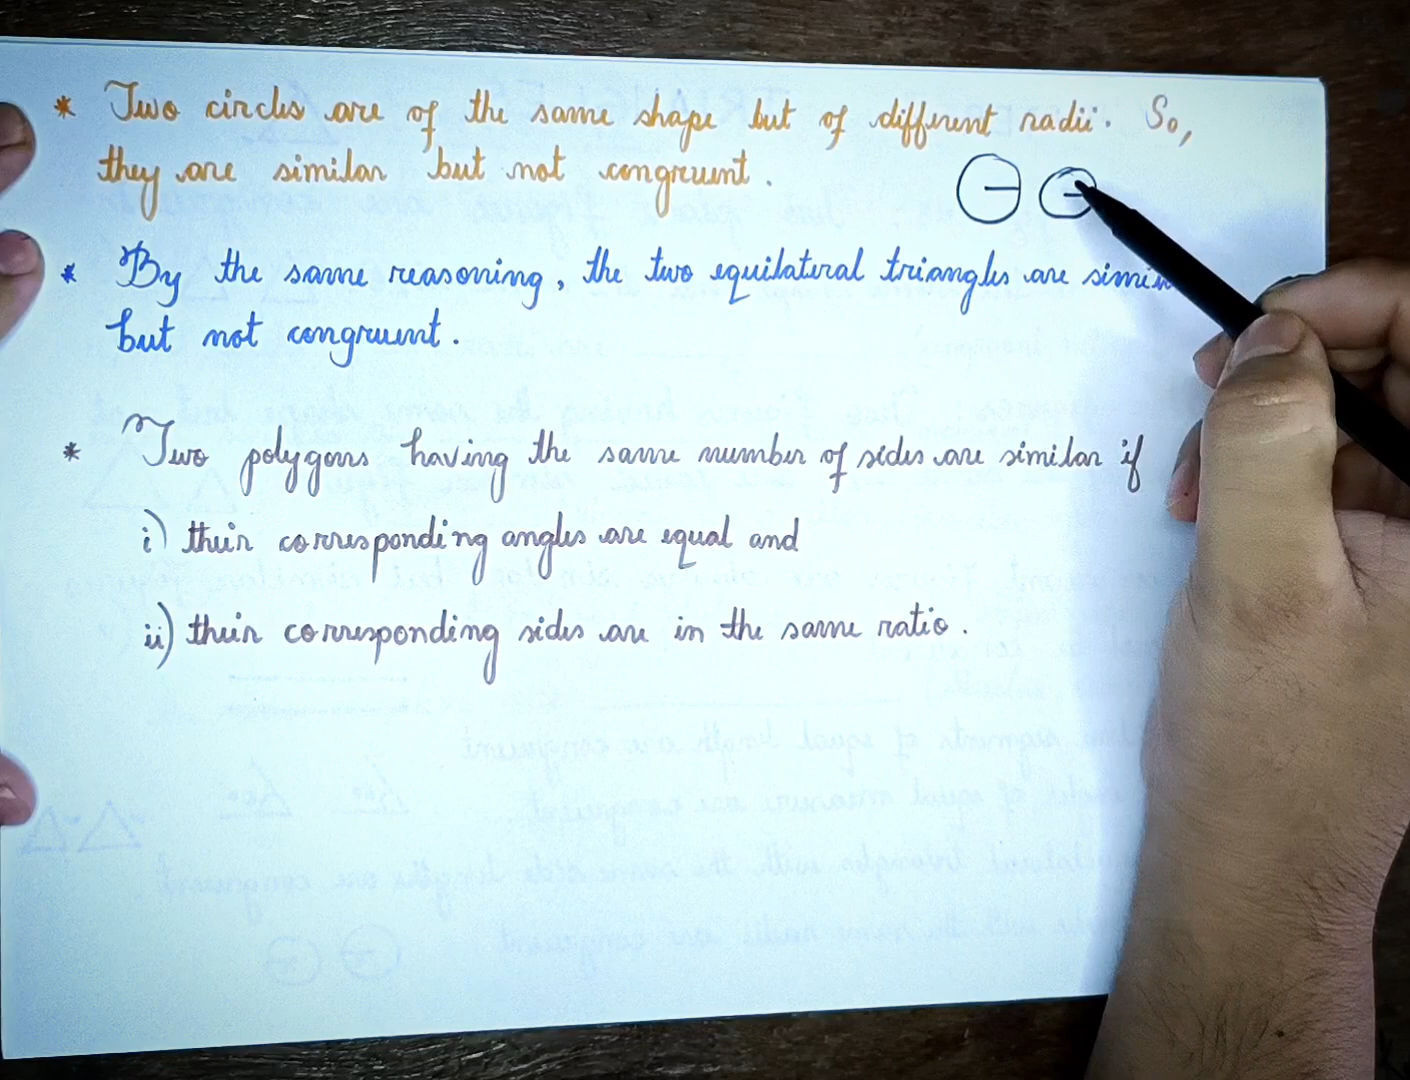 * Two circles are of the same shape but of different radii. So,
they are similar but not congruent.
* By the same reasoning, the two equilateral triangles are
but not congruent.
* Two polygons having the same number of sides are similar if
i) their corresponding angles are equal and
ii) their corresponding sides are in the same ratio.